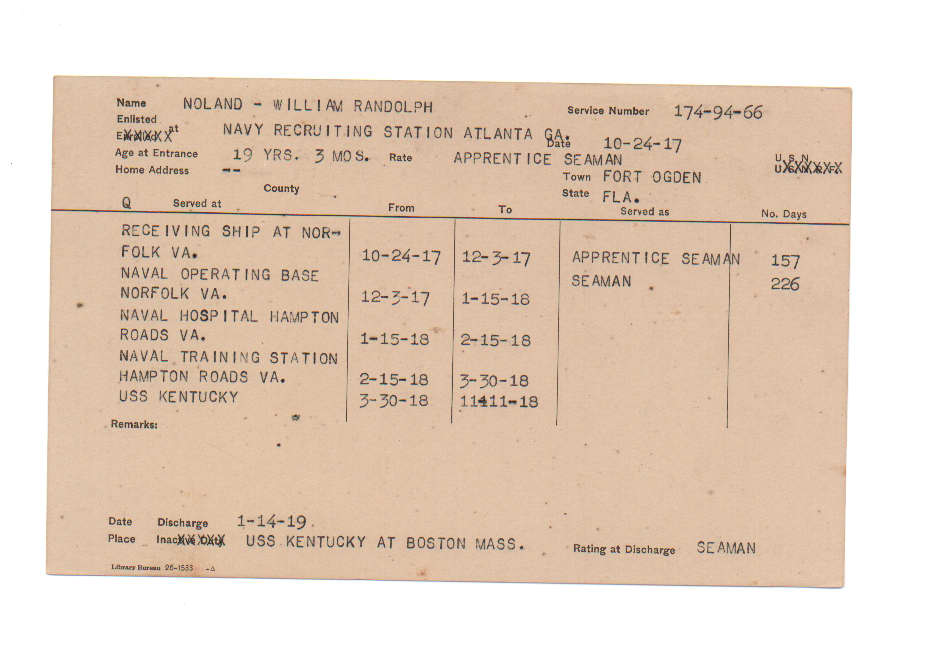 Name NOLAND - WILLIAM RANDOLPH Service Number 174-94-66
Enlisted
at NAVY RECRUITING STATION ATLANTA GA. Date 10-24-17
Age at Entrance 19 YRS. 3 MOS. Rate APPRENTICE SEAMAN U.S.N.
Home Address -- Town FORT OGDEN
County State FLA.
Q Served at From To Served as No. Days
RECEIVING SHIP AT NOR-
FOLK VA. 10-24-17 12-3-17 APPRENTICE SEAMAN 157
NAVAL OPERATING BASE SEAMAN 226
NORFOLK VA. 12-3-17 1-15-18
NAVAL HOSPITAL HAMPTON
ROADS VA. 1-15-18 2-15-18
NAVAL TRAINING STATION
HAMPTON ROADS VA. 2-15-18 3-30-18
USS KENTUCKY 3-30-18 11-11-18
Remarks:
Date Discharge 1-14-19
Place USS KENTUCKY AT BOSTON MASS. Rating at Discharge SEAMAN
Library Bureau 26-1533